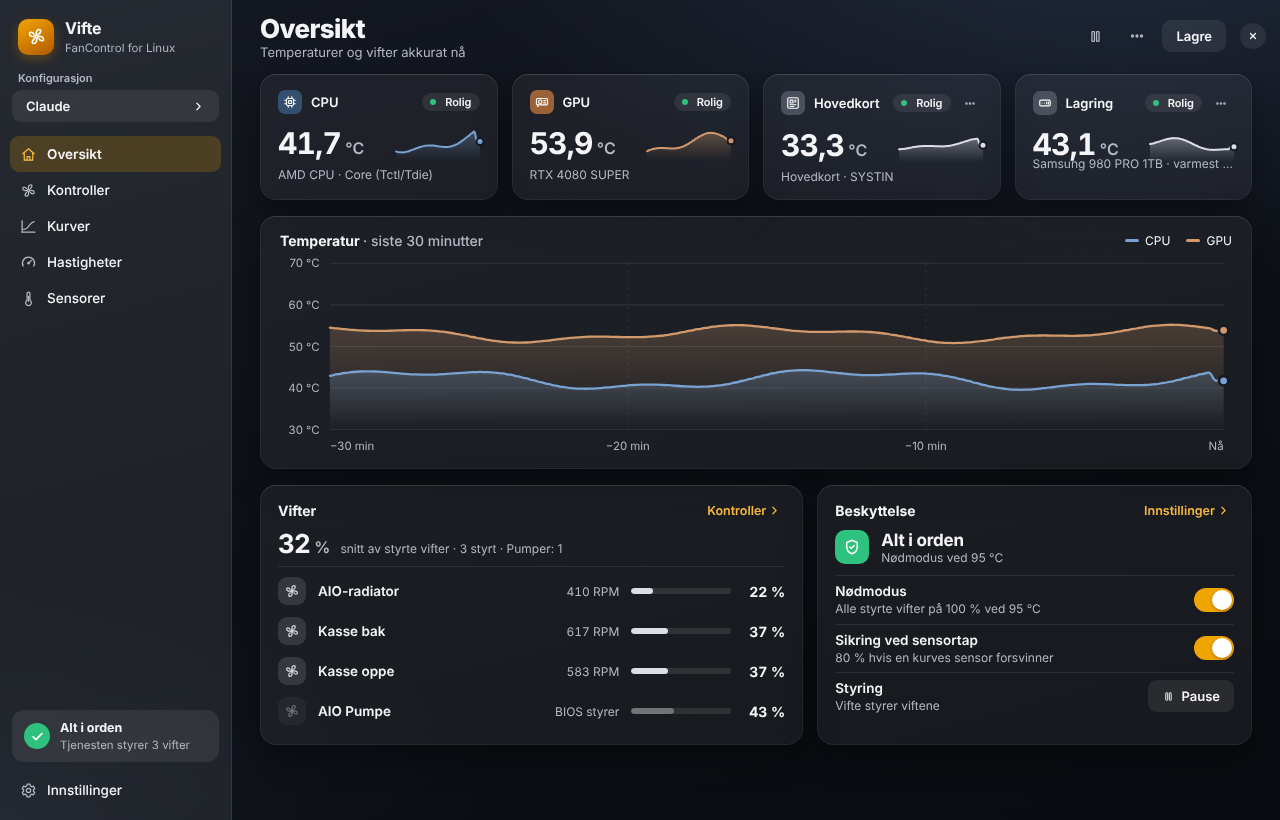 Vifte
FanControl for Linux
Konfigurasjon
Claude
Oversikt
Kontroller
Kurver
Hastigheter
Sensorer
Alt i orden
Tjenesten styrer 3 vifter
Innstillinger
Oversikt
Temperaturer og vifter akkurat nå
Lagre
CPU
Rolig
41,7 °C
AMD CPU · Core (Tctl/Tdie)
GPU
Rolig
53,9 °C
RTX 4080 SUPER
Hovedkort
Rolig
33,3 °C
Hovedkort · SYSTIN
Lagring
Rolig
43,1 °C
Samsung 980 PRO 1TB · varmest ...
Temperatur · siste 30 minutter
CPU
GPU
70 °C
60 °C
50 °C
40 °C
30 °C
−30 min
−20 min
−10 min
Nå
Vifter
Kontroller
32 % snitt av styrte vifter · 3 styrt · Pumper: 1
AIO-radiator 410 RPM 22 %
Kasse bak 617 RPM 37 %
Kasse oppe 583 RPM 37 %
AIO Pumpe BIOS styrer 43 %
Beskyttelse
Innstillinger
Alt i orden
Nødmodus ved 95 °C
Nødmodus
Alle styrte vifter på 100 % ved 95 °C
Sikring ved sensortap
80 % hvis en kurves sensor forsvinner
Styring
Vifte styrer viftene
Pause